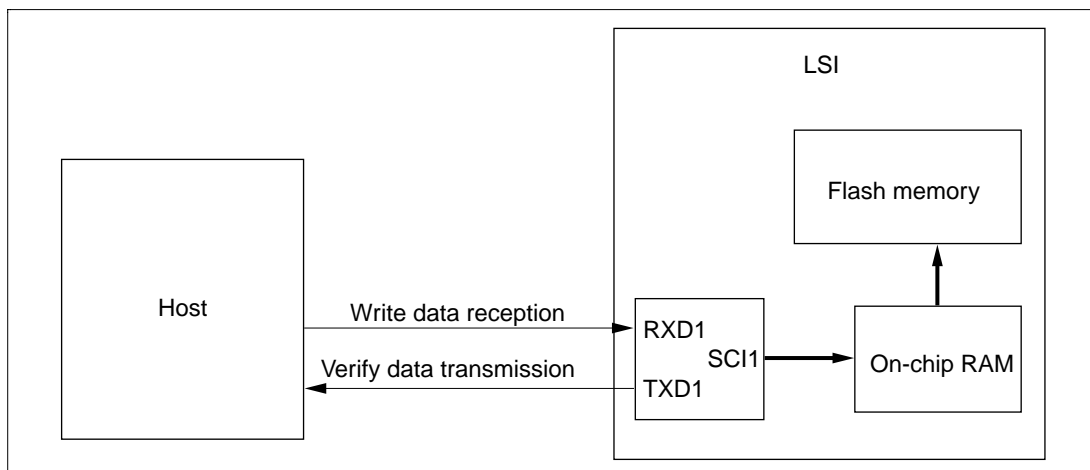 LSI
Flash memory
Host
Write data reception
RXD1
SCI1
On-chip RAM
Verify data transmission
TXD1